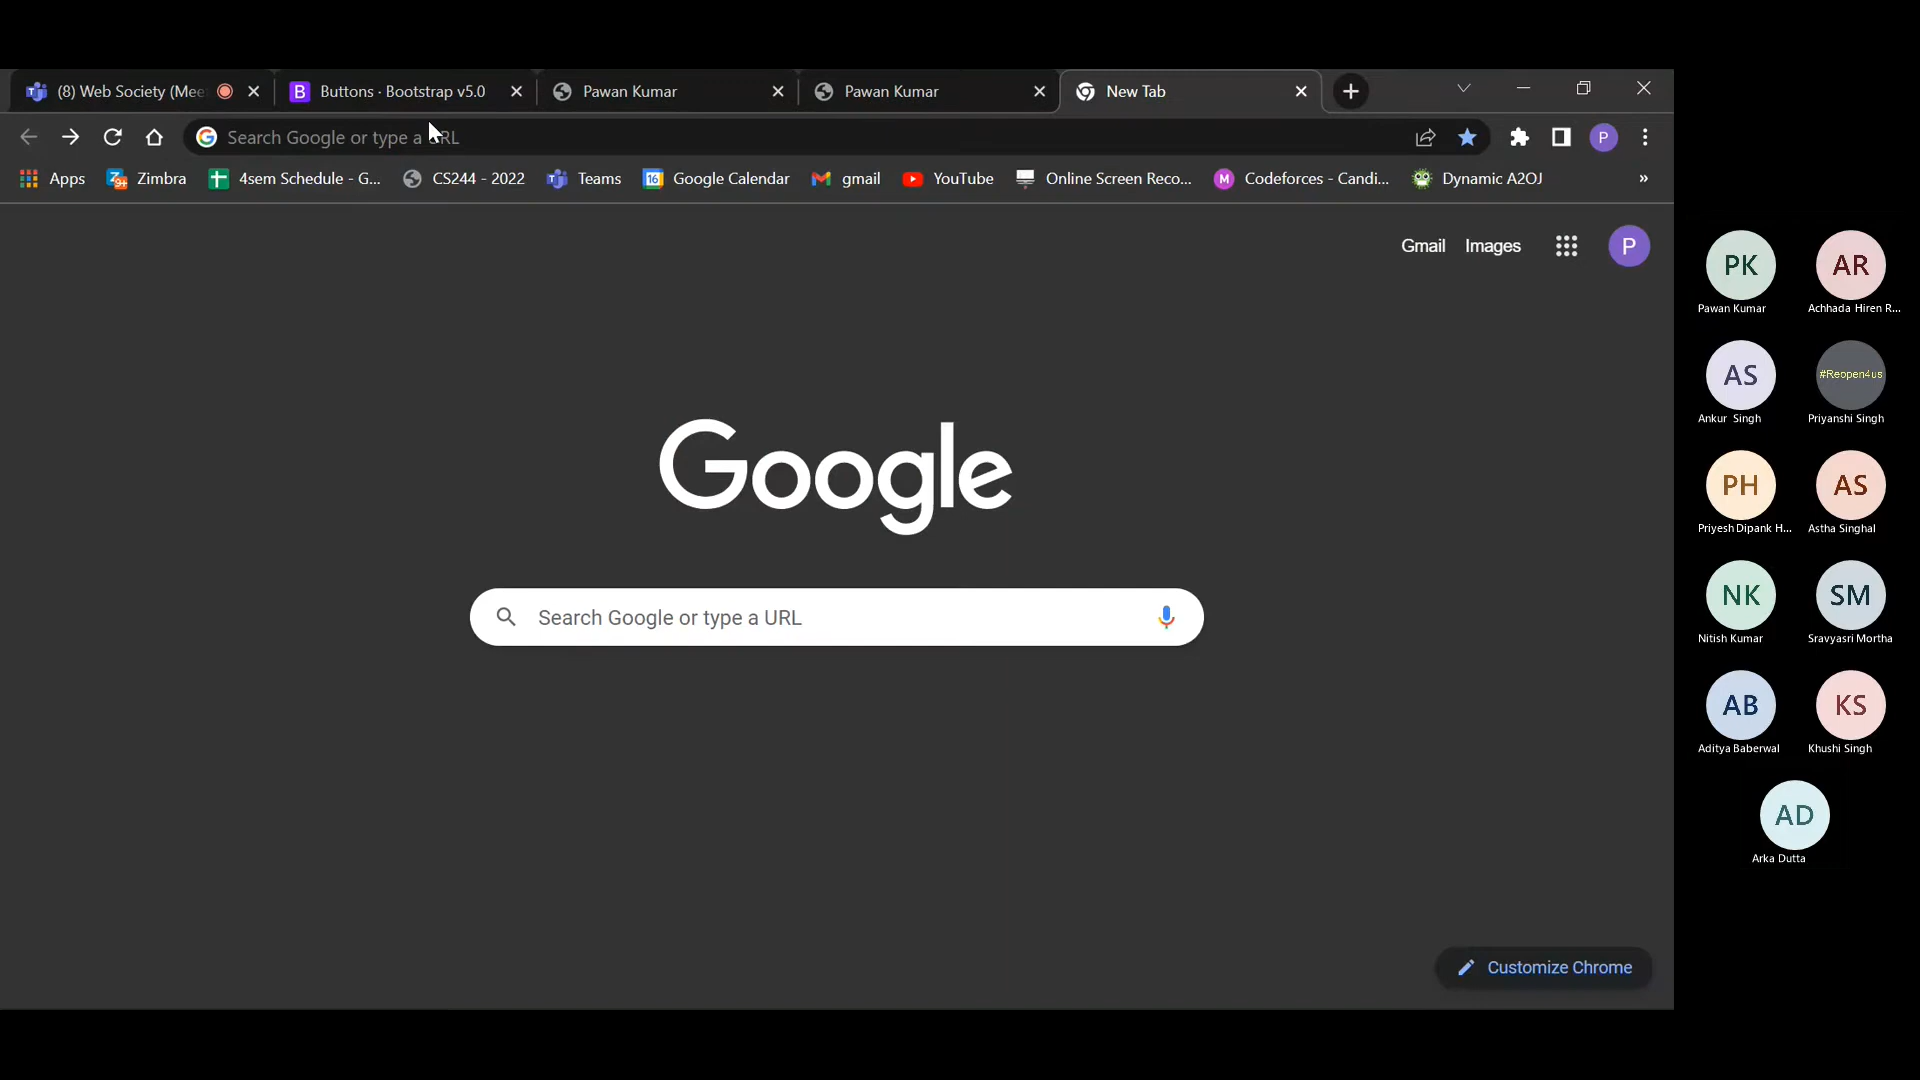 (8) Web Society (Mee
Buttons · Bootstrap v5.0
Pawan Kumar
Pawan Kumar
New Tab
Search Google or type a URL
P
Apps
Zimbra
4sem Schedule - G...
CS244 - 2022
Teams
16
Google Calendar
gmail
YouTube
M
Codeforces - Candi...
Online Screen Reco...
Dynamic A2OJ
»
Gmail
Images
P
Google
Search Google or type a URL
Customize Chrome
PK
Pawan Kumar
AR
Achhada Hiren R...
AS
Ankur Singh
#Reopen4us
Priyanshi Singh
PH
Priyesh Dipank H...
AS
Astha Singhal
NK
Nitish Kumar
SM
Sravyasri Mortha
AB
Aditya Baberwal
KS
Khushi Singh
AD
Arka Dutta